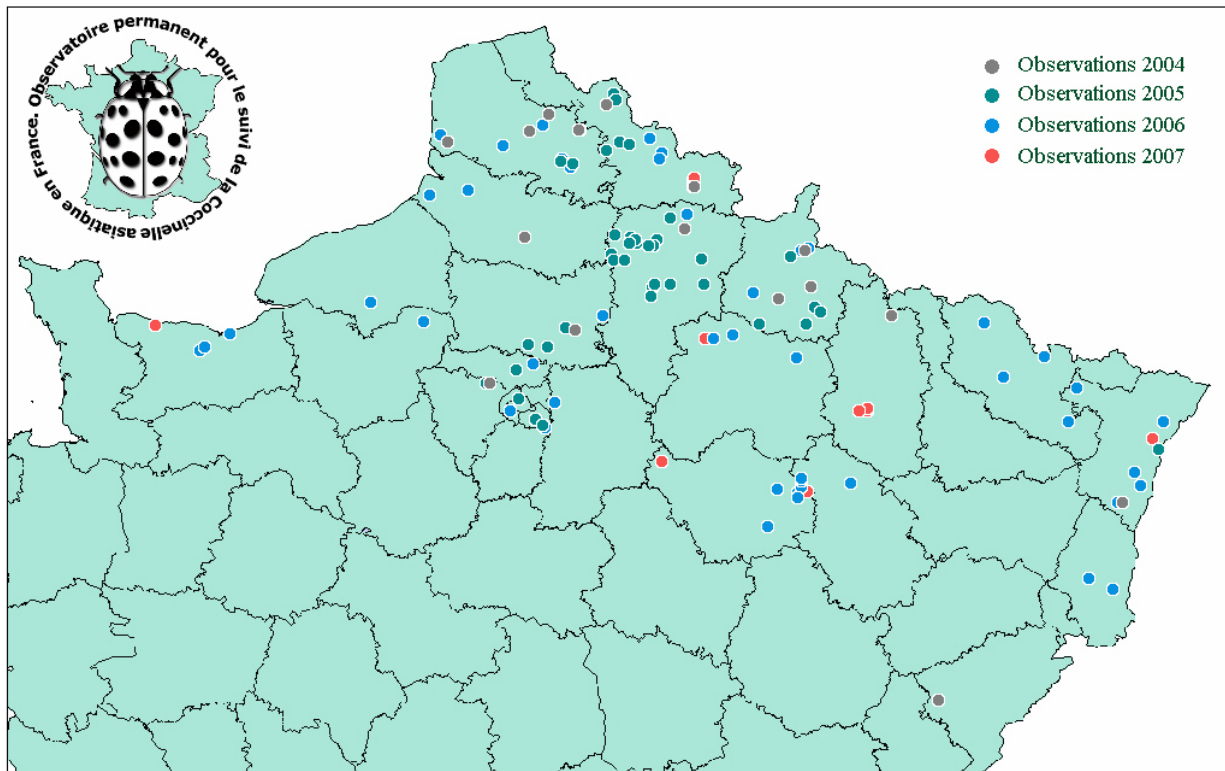 Observatoire permanent pour le suivi de la Coccinelle asiatique en France.
Observations 2004
Observations 2005
Observations 2006
Observations 2007